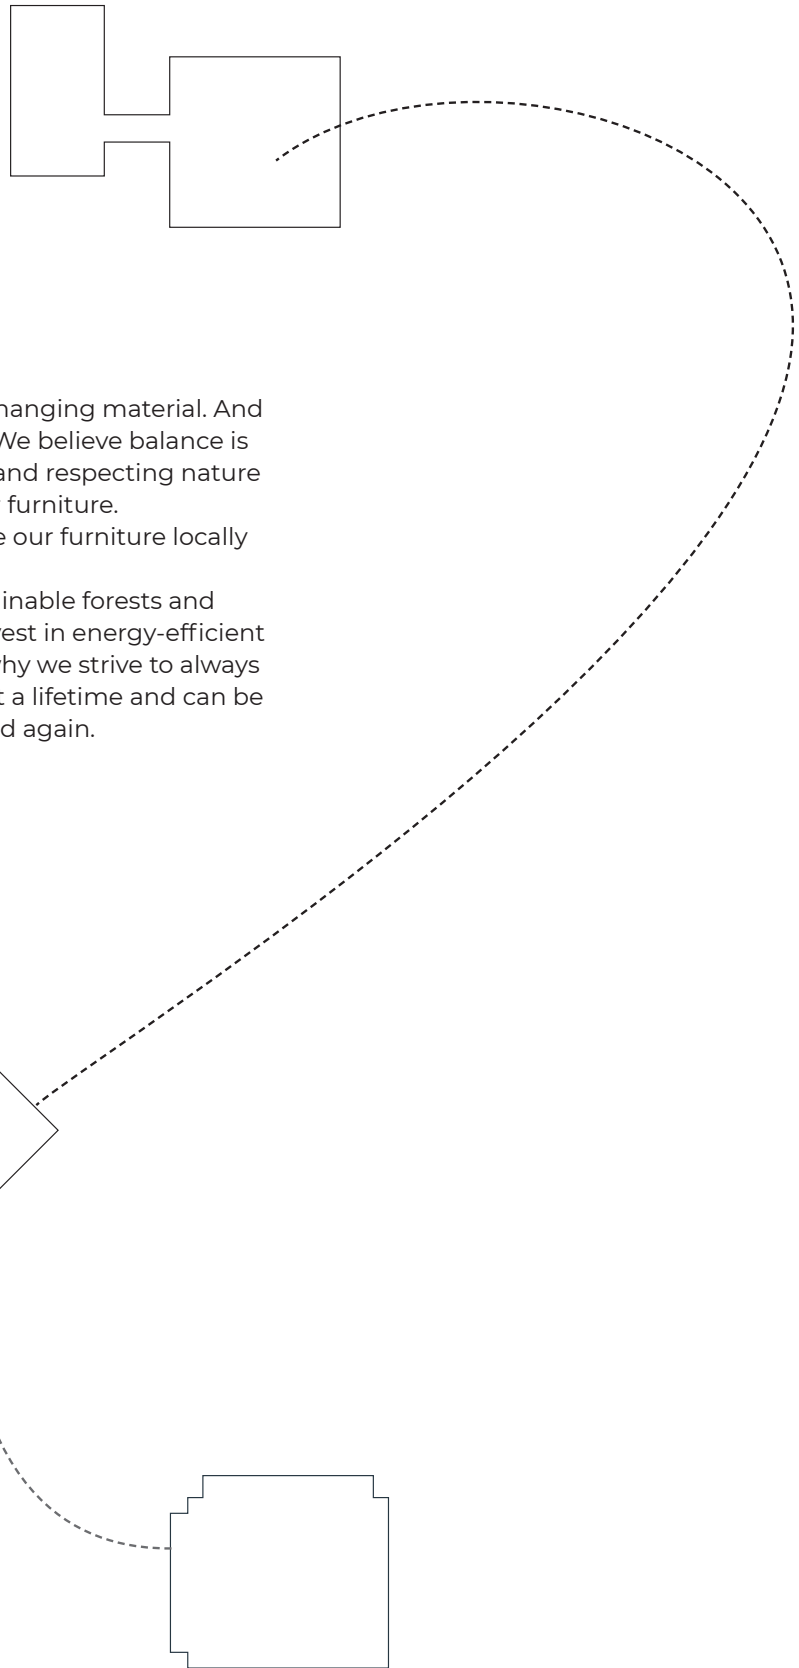 hanging material. And
We believe balance is
and respecting nature
furniture.
e our furniture locally
inable forests and
est in energy-efficient
hy we strive to always
t a lifetime and can be
d again.